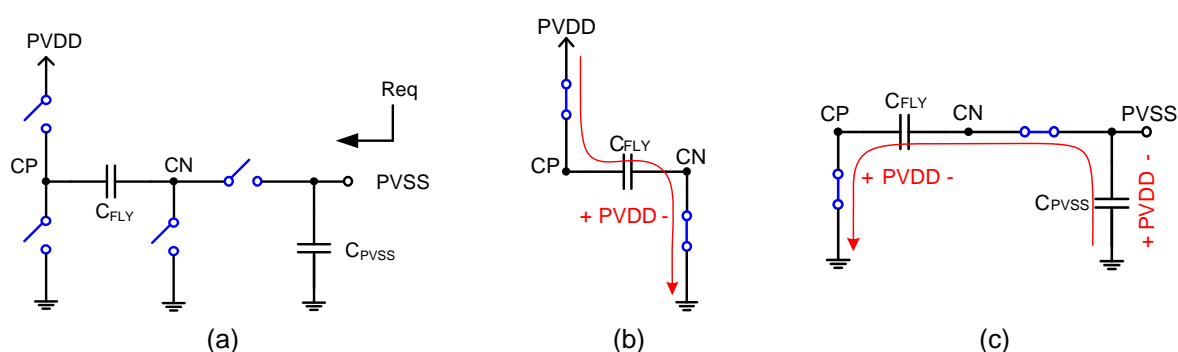 PVDD
Req
CP
CN
CFLY
PVSS
CPVSS
(a)
PVDD
CFLY
CP
CN
+ PVDD -
(b)
CP
CFLY
CN
PVSS
+ PVDD -
CPVSS
+ PVDD -
(c)